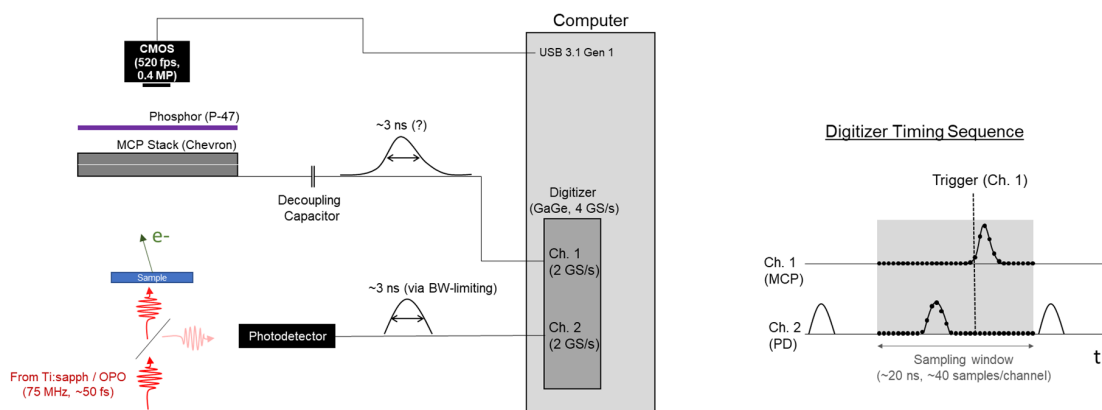 Computer
USB 3.1 Gen 1
CMOS
(520 fps,
0.4 MP)
Phosphor (P-47)
MCP Stack (Chevron)
~3 ns (?)
Decoupling
Capacitor
Digitizer
(GaGe, 4 GS/s)
Ch. 1
(2 GS/s)
Ch. 2
(2 GS/s)
e-
Sample
~3 ns (via BW-limiting)
Photodetector
From Ti:sapph / OPO
(75 MHz, ~50 fs)
Digitizer Timing Sequence
Trigger (Ch. 1)
Ch. 1
(MCP)
Ch. 2
(PD)
t
Sampling window
(~20 ns, ~40 samples/channel)